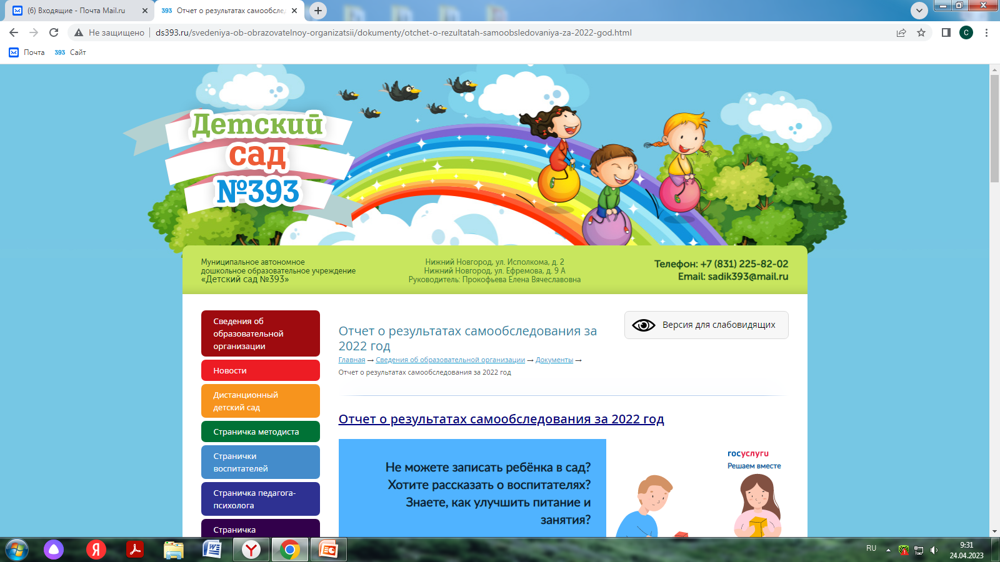 (6) Входящие - Почта Mail.ru
393 Отчет о результатах самообсле
Не защищено
ds393.ru/svedeniya-ob-obrazovatelnoy-organizatsii/dokumenty/otchet-o-rezultatah-samoobsledovaniya-za-2022-god.html
С
Почта
393 Сайт
Детский
сад
№393
Муниципальное автономное
дошкольное образовательное учреждение
«Детский сад №393»
Нижний Новгород, ул. Исполкома, д. 2
Нижний Новгород, ул. Ефремова, д. 9 А
Руководитель: Прокофьева Елена Вячеславовна
Телефон: +7 (831) 225-82-02
Email: sadik393@mail.ru
Сведения об
образовательной
организации
Новости
Дистанционный
детский сад
Страничка методиста
Странички
воспитателей
Страничка педагога-
психолога
Страничка
Отчет о результатах самообследования за
2022 год
Главная → Сведения об образовательной организации → Документы →
Отчет о результатах самообследования за 2022 год
Версия для слабовидящих
Отчет о результатах самообследования за 2022 год
Не можете записать ребёнка в сад?
Хотите рассказать о воспитателях?
Знаете, как улучшить питание и
занятия?
госуслуги
Решаем вместе
RU
9:31
24.04.2023